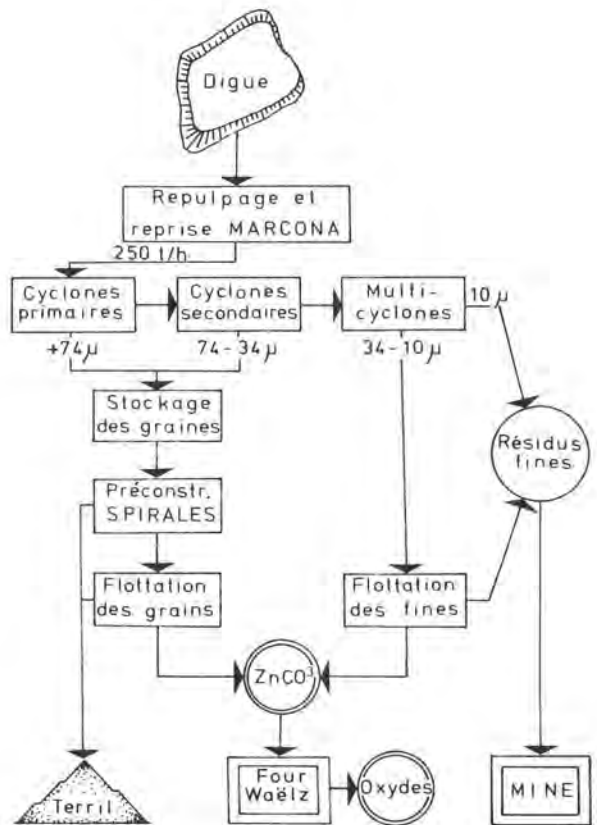 Digue
Repulpage et
reprise MARCONA
250 t/h.
Cyclones
primaires
Cyclones
secondaires
Multi-
cyclones
10 μ
+74 μ
74-34 μ
34-10 μ
Stockage
des graines
Résidus
fines
Préconstr.
SPIRALES
Flottation
des grains
Flottation
des fines
ZnCO³
Terril
Four
Waëlz
Oxydes
MINE